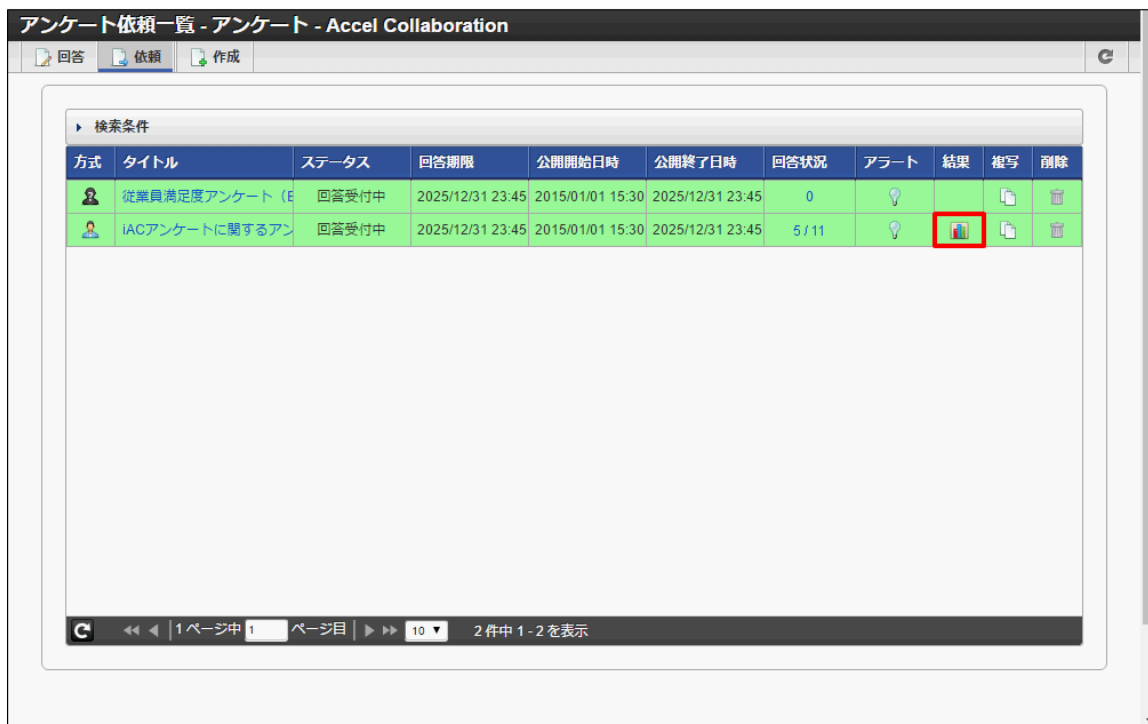 アンケート依頼一覧 - アンケート - Accel Collaboration
回答 依頼 作成
検索条件
方式 タイトル ステータス 回答期限 公開開始日時 公開終了日時 回答状況 アラート 結果 複写 削除
従業員満足度アンケート（E 回答受付中 2025/12/31 23:45 2015/01/01 15:30 2025/12/31 23:45 0
iACアンケートに関するアン 回答受付中 2025/12/31 23:45 2015/01/01 15:30 2025/12/31 23:45 5 / 11
1 ページ中 1 ページ目 10 2 件中 1 - 2 を表示